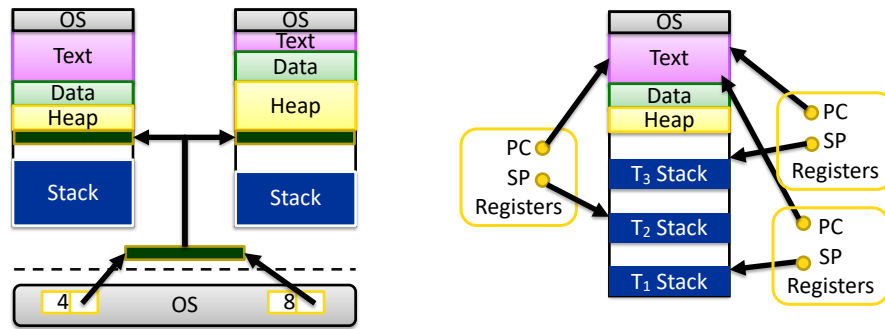 OS
Text
Data
Heap
Stack
OS
Text
Data
Heap
Stack
4
OS
8
OS
Text
Data
Heap
T₃ Stack
T₂ Stack
T₁ Stack
PC
SP
Registers
PC
SP
Registers
PC
SP
Registers